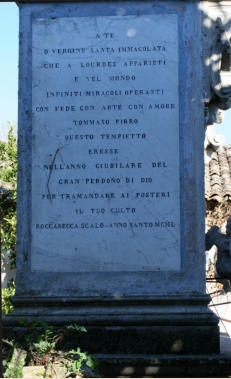 A TE
O VERGINE SANTA IMMACOLATA
CHE A LOURDES APPARISTI
E NEL MONDO
INFINITI MIRACOLI OPERASTI
CON FEDE CON ARTE CON AMORE
TOMMASO PIRRO
QUESTO TEMPIETTO
ERESSE
NELL'ANNO GIUBILARE DEL
GRAN PERDONO DI DIO
PER TRAMANDARE AI POSTERI
IL TUO CULTO
ROCCASECCA SCALO-ANNO SANTO MCML